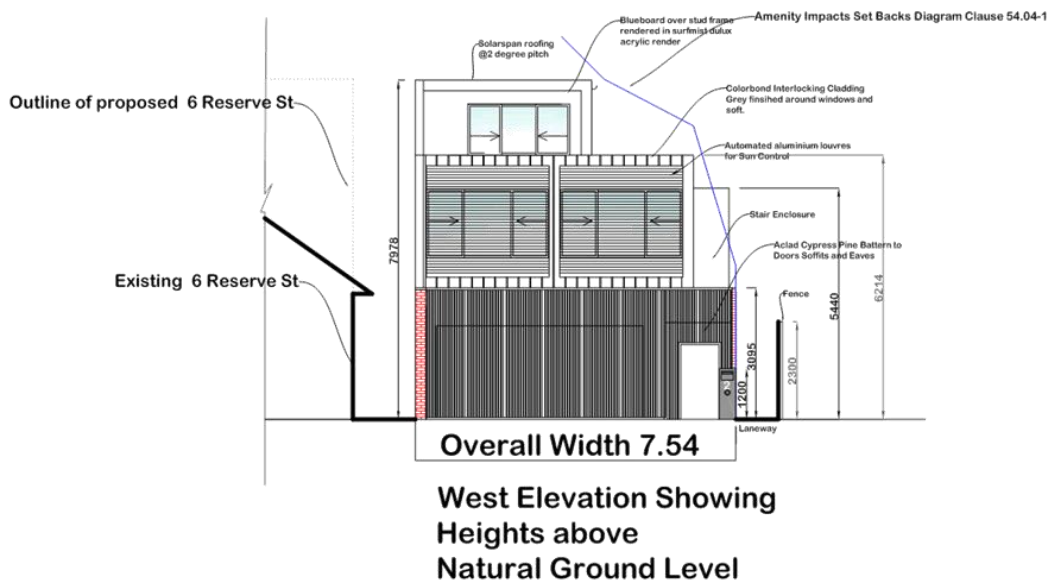 Amenity Impacts Set Backs Diagram Clause 54.04-1
Blueboard over stud frame
rendered in surfmist dulux
acrylic render
Solarspan roofing
@2 degree pitch
Outline of proposed 6 Reserve St
Colorbond Interlocking Cladding
Grey finsihed around windows and
soft.
Automated aluminium louvres
for Sun Control
Stair Enclosure
Aclad Cypress Pine Battern to
Doors Soffits and Eaves
7978
Existing 6 Reserve St
Fence
6214
5440
3095
2300
1200
2
Laneway
Overall Width 7.54
West Elevation Showing
Heights above
Natural Ground Level